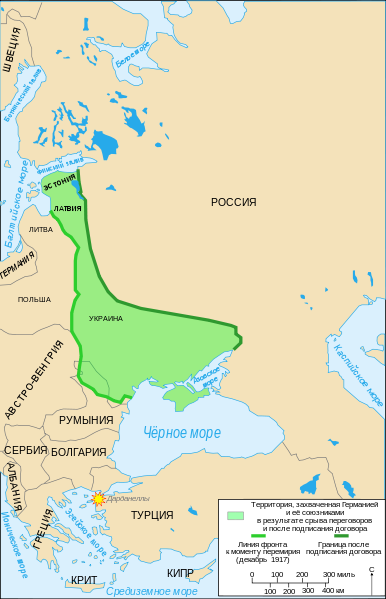 ШВЕЦИЯ
Белое море
Ботнический залив
ФИНСКИЙ ЗАЛИВ
Балтийское море
ЭСТОНИЯ
ЛАТВИЯ
РОССИЯ
ЛИТВА
ГЕРМАНИЯ
ПОЛЬША
УКРАИНА
АВСТРО-ВЕНГРИЯ
Каспийское море
Азовское
море
РУМЫНИЯ
Чёрное море
СЕРБИЯ
БОЛГАРИЯ
АЛБАНИЯ
Дарданеллы
ГРЕЦИЯ
Эгейское море
ТУРЦИЯ
Ионическое море
КРИТ
КИПР
Средиземное море
Территория, захваченная Германией
и её союзниками
в результате срыва переговоров
и после подписания договора
Линия фронта
к моменту перемирия
(декабрь 1917)
Граница после
подписания договора
0 100 200 300 миль
100 200 300 400 км
С